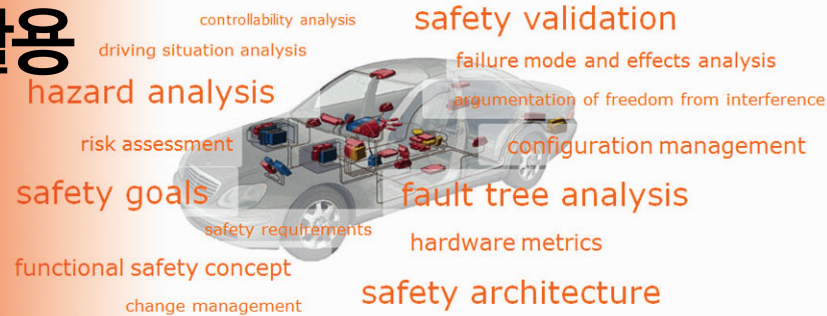 용
controllability analysis
safety validation
driving situation analysis
failure mode and effects analysis
hazard analysis
argumentation of freedom from interference
risk assessment
configuration management
safety goals
fault tree analysis
safety requirements
hardware metrics
functional safety concept
safety architecture
change management